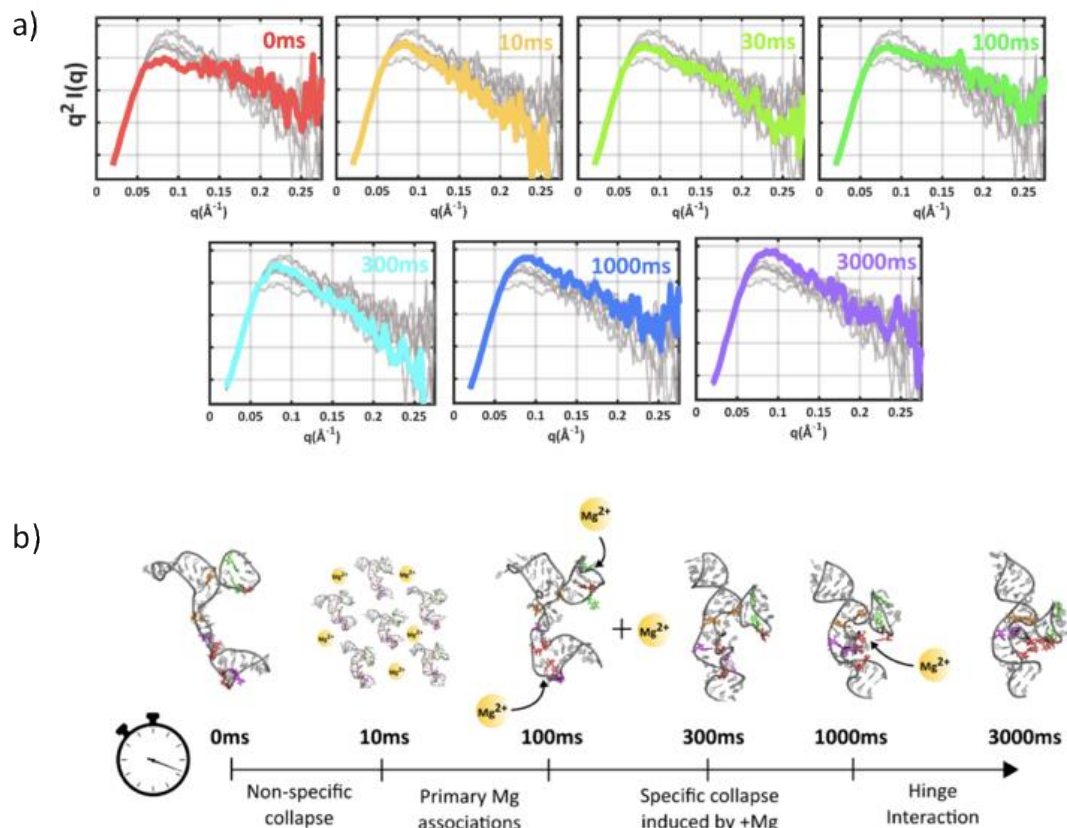 a)
0ms
10ms
30ms
100ms
q² I(q)
0 0.05 0.1 0.15 0.2 0.25
0 0.05 0.1 0.15 0.2 0.25
0 0.05 0.1 0.15 0.2 0.25
0 0.05 0.1 0.15 0.2 0.25
q(Å⁻¹)
q(Å⁻¹)
q(Å⁻¹)
q(Å⁻¹)
300ms
1000ms
3000ms
0 0.05 0.1 0.15 0.2 0.25
0 0.05 0.1 0.15 0.2 0.25
0 0.05 0.1 0.15 0.2 0.25
q(Å⁻¹)
q(Å⁻¹)
q(Å⁻¹)
b)
Mg²⁺
Mg²⁺
Mg²⁺
Mg²⁺
Mg²⁺
Mg²⁺
+
Mg²⁺
Mg²⁺
Mg²⁺
0ms
10ms
100ms
300ms
1000ms
3000ms
Non-specific
collapse
Primary Mg
associations
Specific collapse
induced by +Mg
Hinge
Interaction